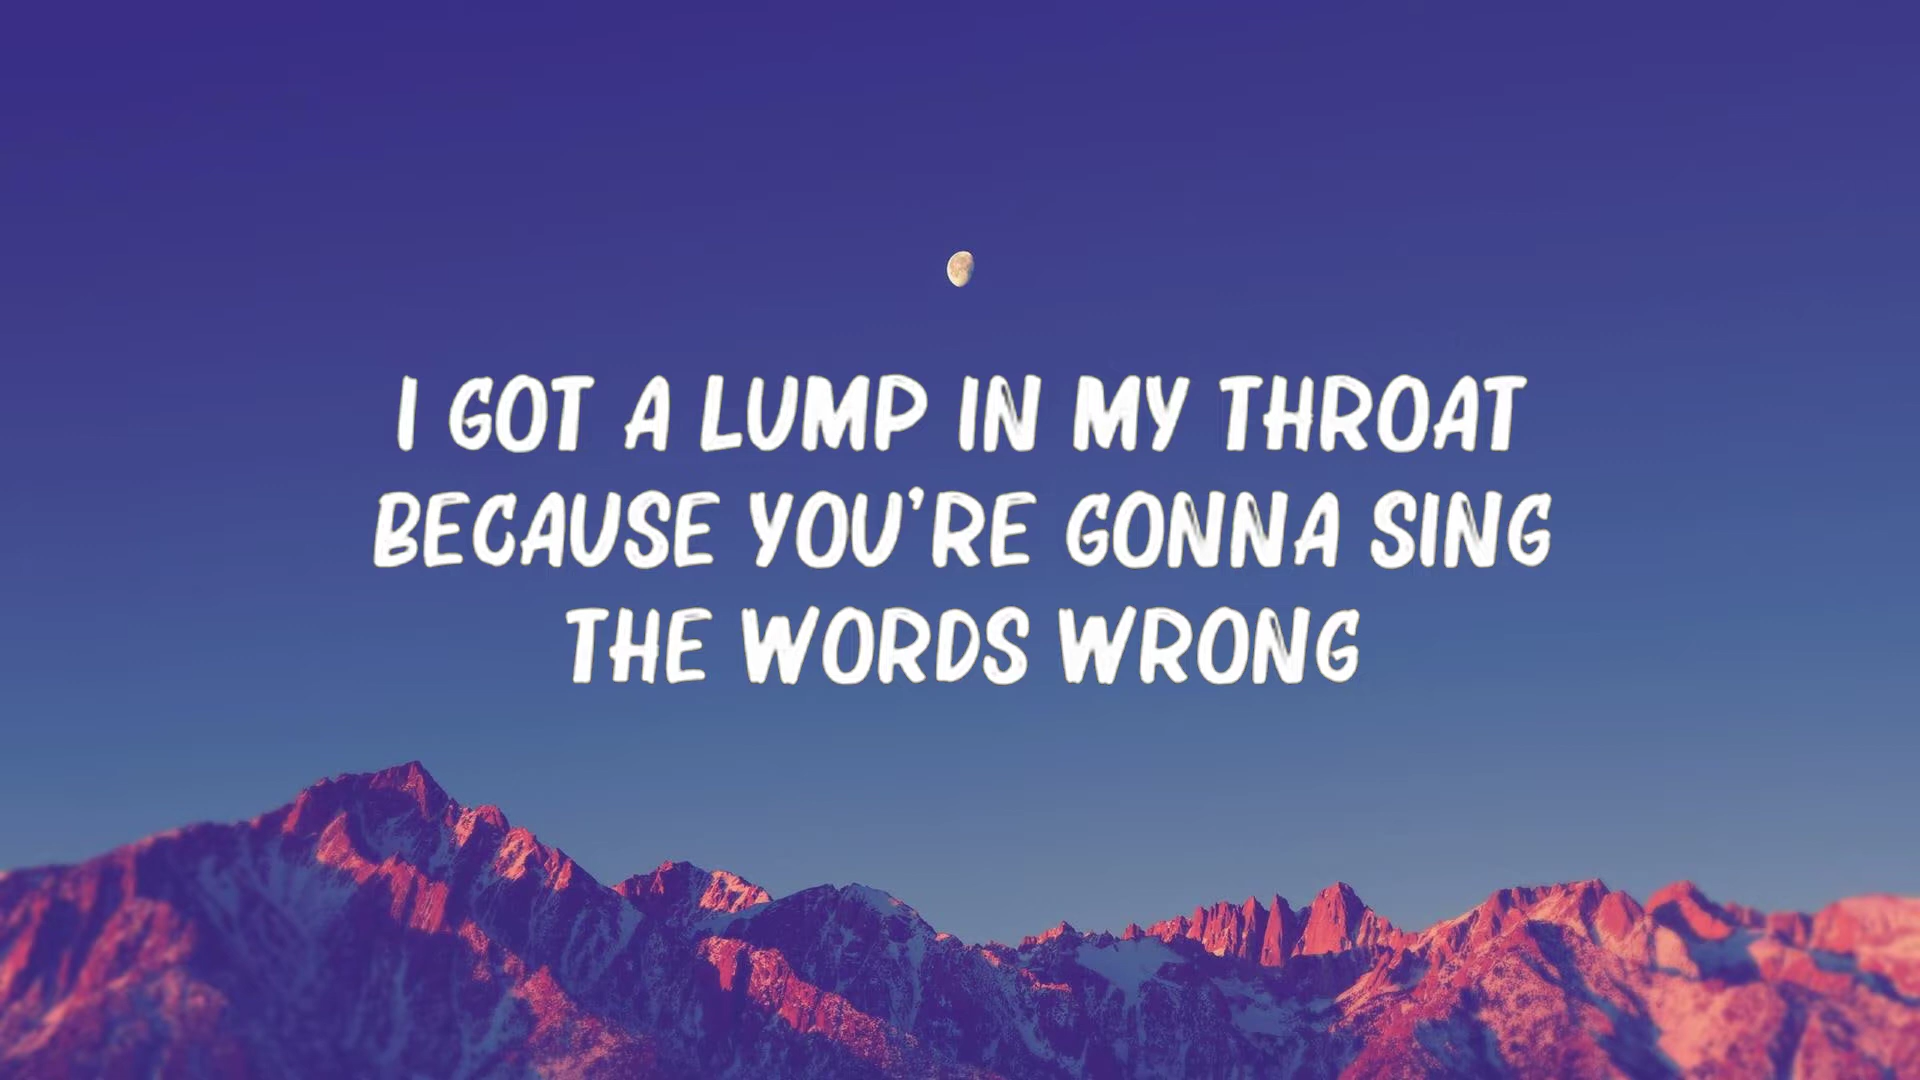 I GOT A LUMP IN MY THROAT
BECAUSE YOU'RE GONNA SING
THE WORDS WRONG